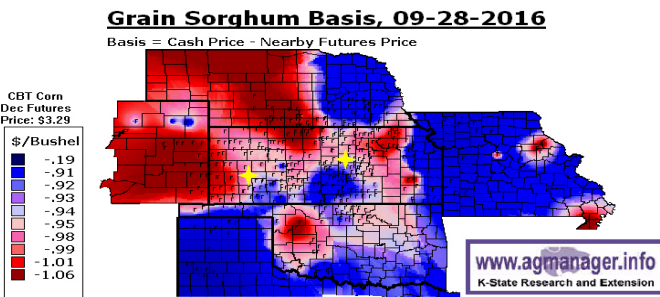 Grain Sorghum Basis, 09-28-2016
Basis = Cash Price - Nearby Futures Price
CBT Corn
Dec Futures
Price: $3.29
$/Bushel
-.19
-.91
-.92
-.93
-.94
-.95
-.98
-.99
-1.01
-1.06
www.agmanager.info
K-State Research and Extension